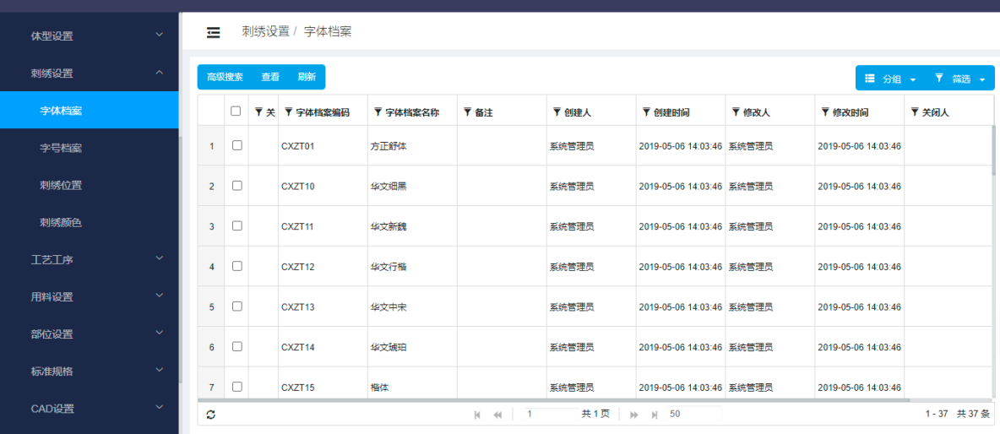 体型设置
刺绣设置
字体档案
字号档案
刺绣位置
刺绣颜色
工艺工序
用料设置
部位设置
标准规格
CAD设置
刺绣设置 / 字体档案
高级搜索 查看 刷新 分组 筛选
关 字体档案编码 字体档案名称 备注 创建人 创建时间 修改人 修改时间 关闭人
1 CXZT01 方正舒体 系统管理员 2019-05-06 14:03:46 系统管理员 2019-05-06 14:03:46
2 CXZT10 华文细黑 系统管理员 2019-05-06 14:03:46 系统管理员 2019-05-06 14:03:46
3 CXZT11 华文新魏 系统管理员 2019-05-06 14:03:46 系统管理员 2019-05-06 14:03:46
4 CXZT12 华文行楷 系统管理员 2019-05-06 14:03:46 系统管理员 2019-05-06 14:03:46
5 CXZT13 华文中宋 系统管理员 2019-05-06 14:03:46 系统管理员 2019-05-06 14:03:46
6 CXZT14 华文琥珀 系统管理员 2019-05-06 14:03:46 系统管理员 2019-05-06 14:03:46
7 CXZT15 楷体 系统管理员 2019-05-06 14:03:46 系统管理员 2019-05-06 14:03:46
1 共 1 页 50 1 - 37 共 37 条